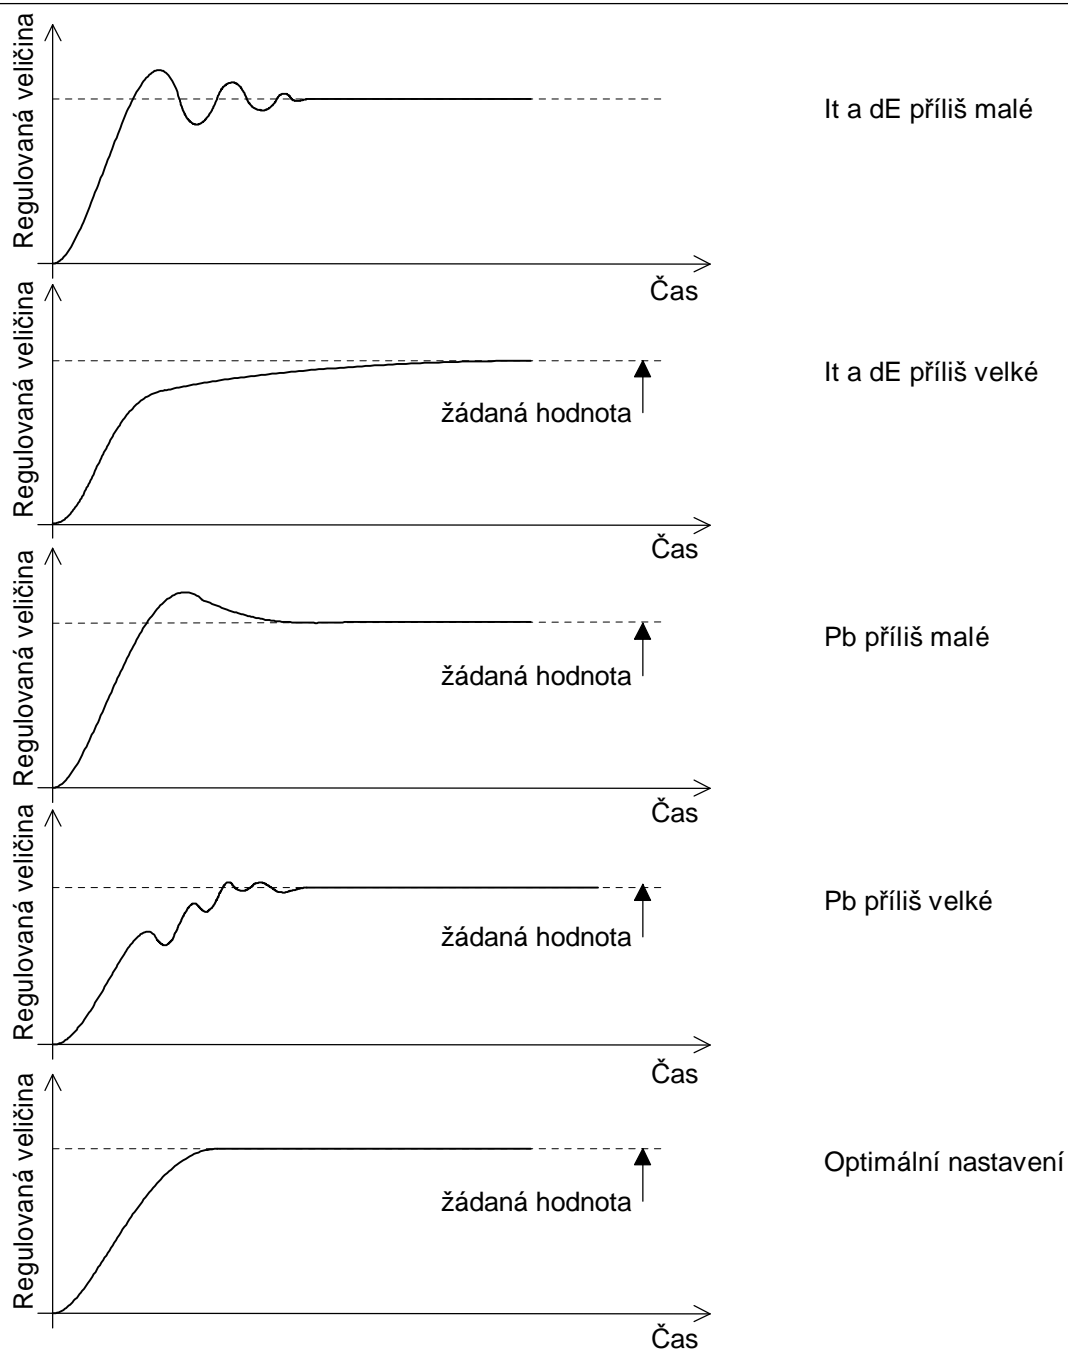 Regulovaná veličina
It a dE příliš malé
Čas
Regulovaná veličina
It a dE příliš velké
žádaná hodnota
Čas
Regulovaná veličina
Pb příliš malé
žádaná hodnota
Čas
Regulovaná veličina
Pb příliš velké
žádaná hodnota
Čas
Regulovaná veličina
Optimální nastavení
žádaná hodnota
Čas